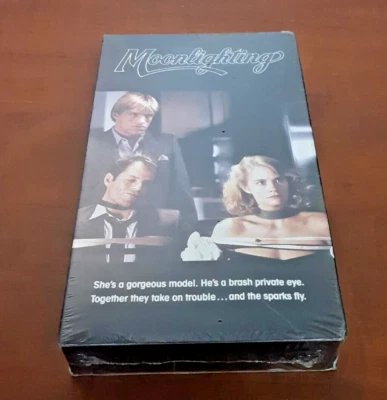 Moonlighting
She's a gorgeous model. He's a brash private eye.
Together they take on trouble...and the sparks fly.